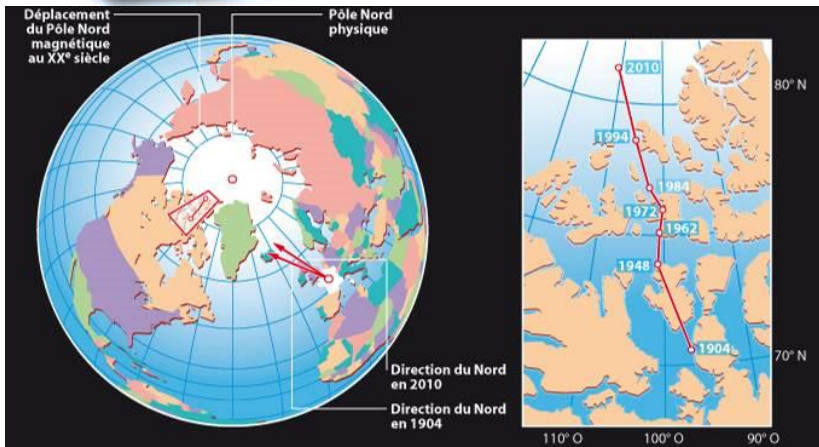 Déplacement
du Pôle Nord
magnétique
au XXe siècle
Pôle Nord
physique
Direction du Nord
en 2010
Direction du Nord
en 1904
2010
80° N
1994
1984
1972
1962
1948
1904
70° N
110° O
100° O
90° O